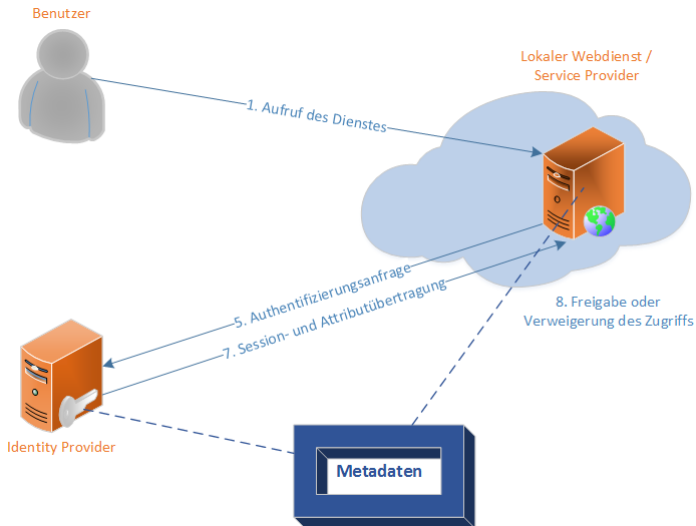 Benutzer
Lokaler Webdienst /
Service Provider
1. Aufruf des Dienstes
5. Authentifizierungsanfrage
7. Session- und Attributübertragung
8. Freigabe oder
Verweigerung des Zugriffs
Identity Provider
Metadaten